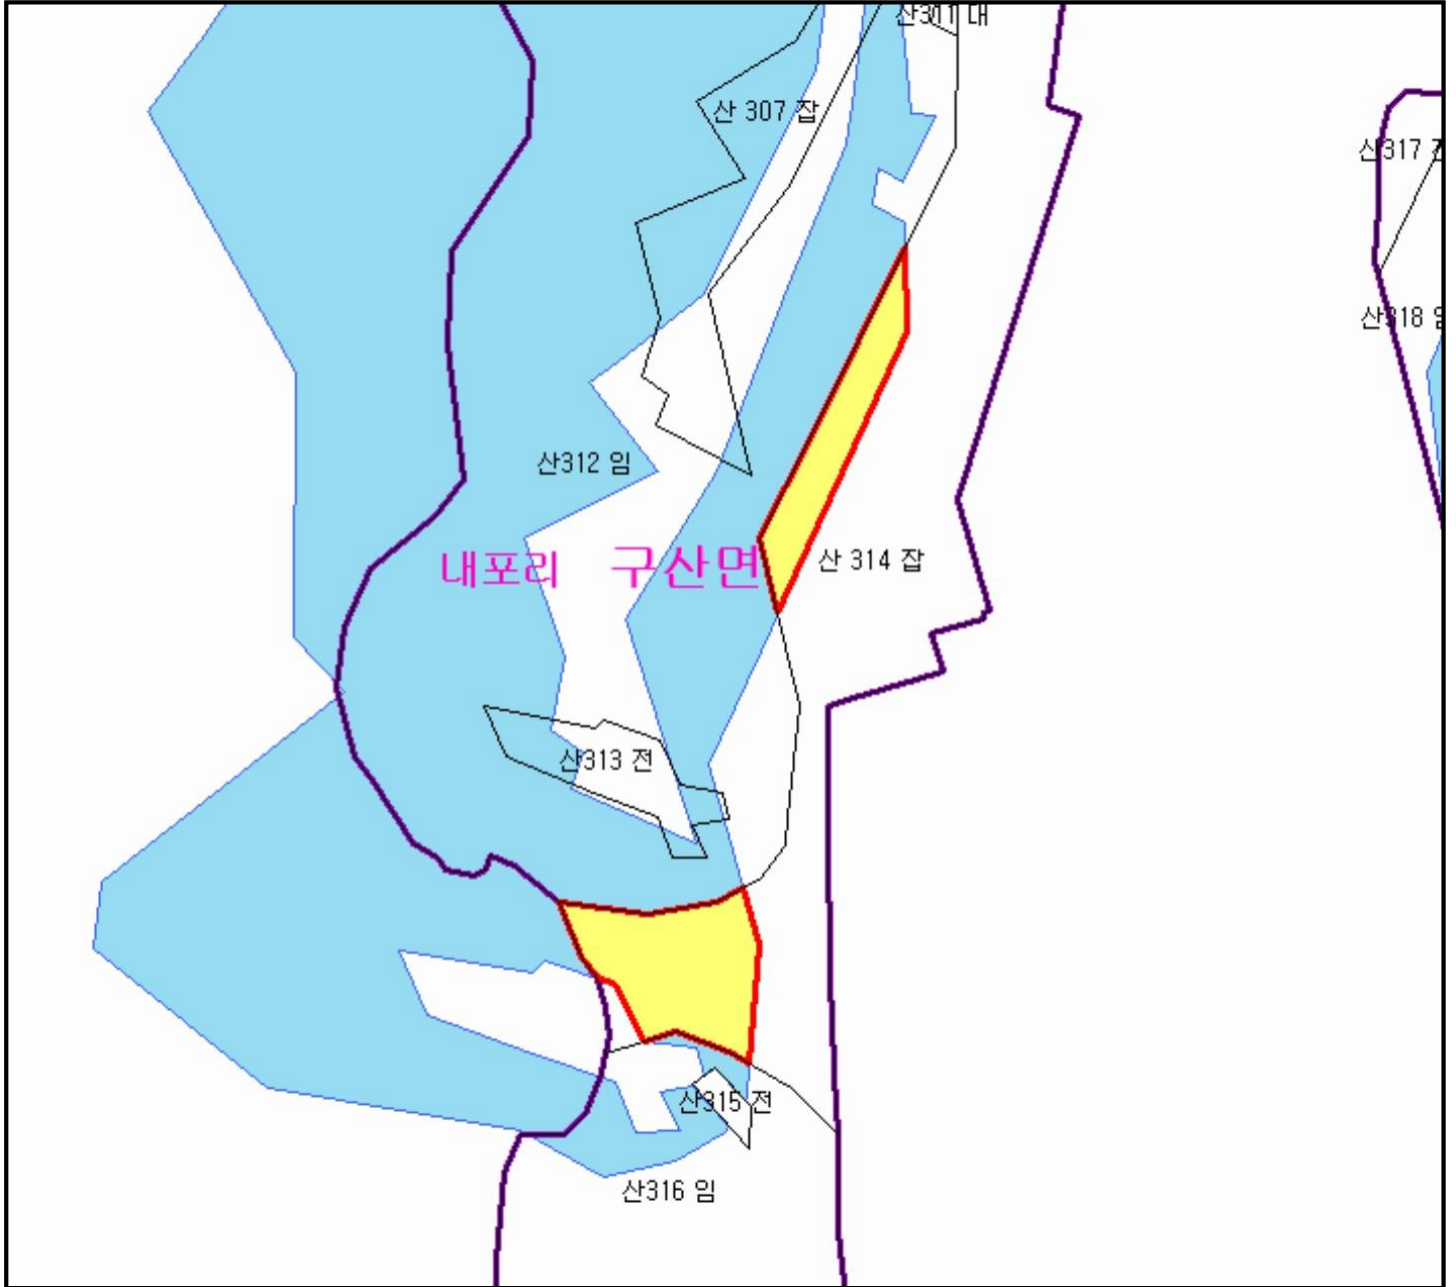 산311 대
산 307 잡
산317 전
산318 임
산312 임
내포리 구산면
산 314 잡
산313 전
산315 전
산316 임